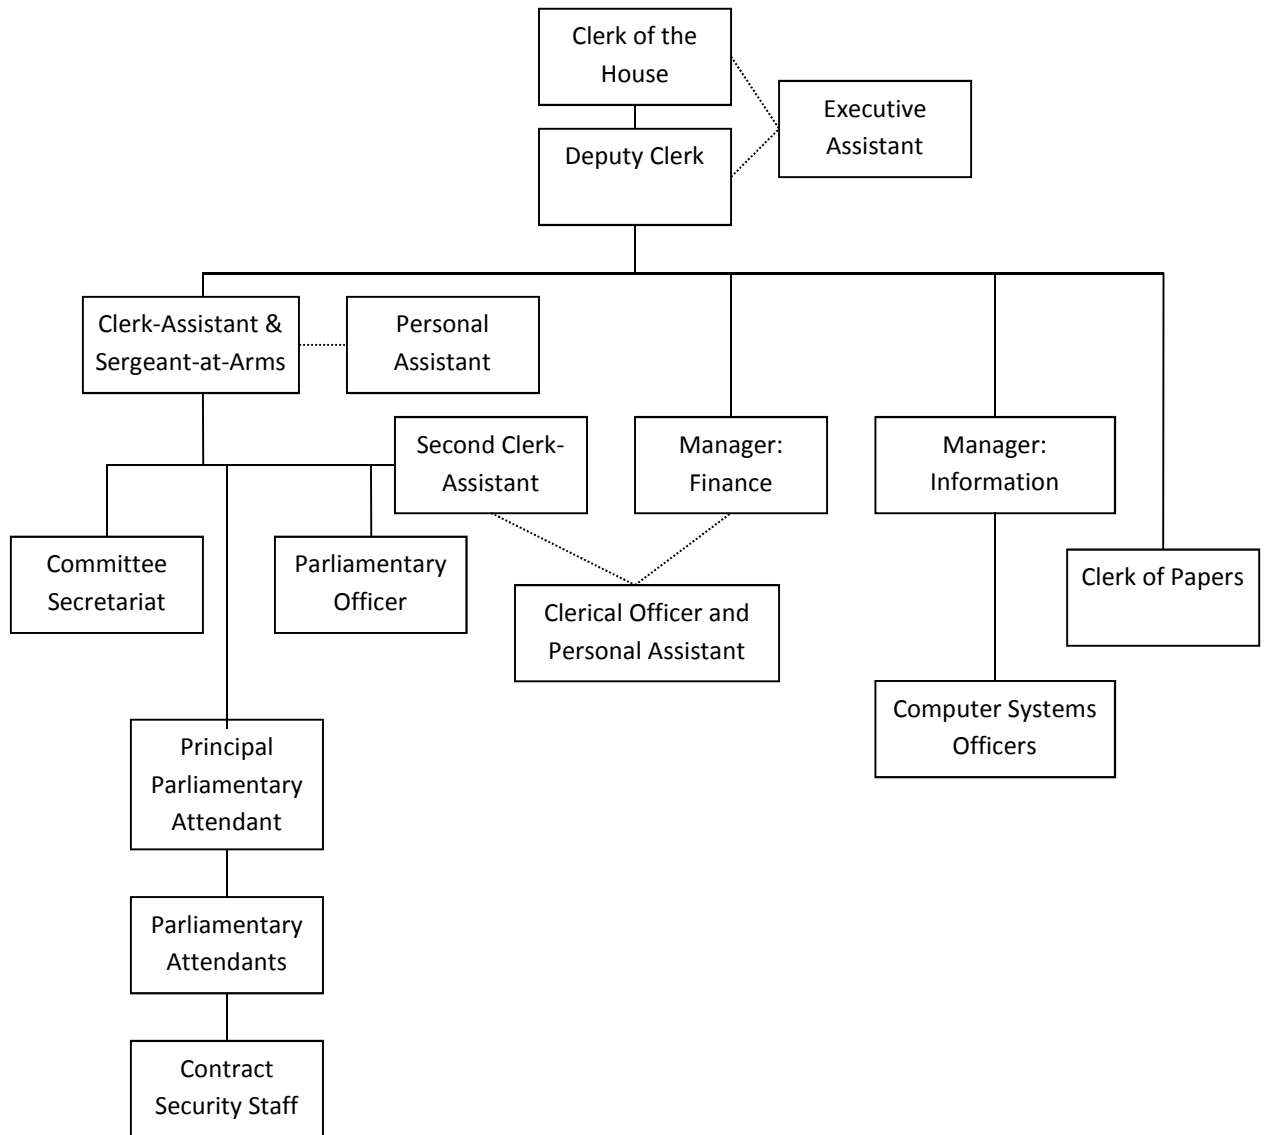 Clerk of the
House
Executive
Assistant
Deputy Clerk
Clerk-Assistant &
Sergeant-at-Arms
Personal
Assistant
Second Clerk-
Assistant
Manager:
Finance
Manager:
Information
Committee
Secretariat
Parliamentary
Officer
Clerical Officer and
Personal Assistant
Clerk of Papers
Computer Systems
Officers
Principal
Parliamentary
Attendant
Parliamentary
Attendants
Contract
Security Staff